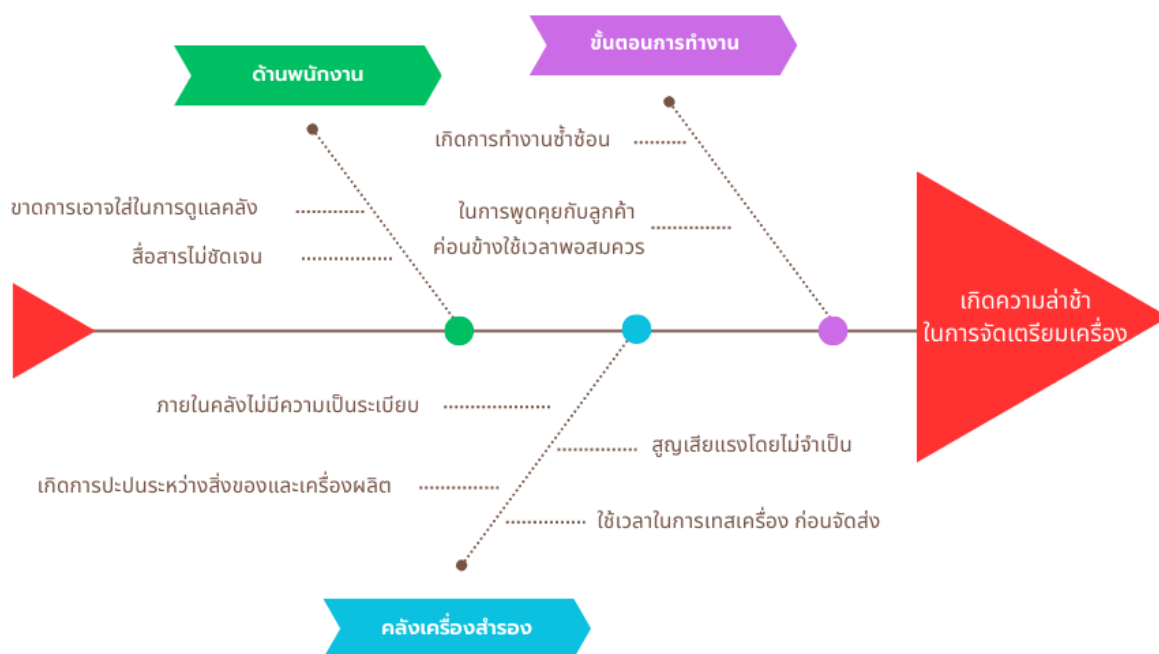 ขั้นตอนการทำงาน
ด้านพนักงาน
เกิดการทำงานซ้ำซ้อน
ขาดการเอาจใส่ในการดูแลคลัง
ในการพูดคุยกับลูกค้า
ค่อนข้างใช้เวลาพอสมควร
สื่อสารไม่ชัดเจน
เกิดความล่าช้า
ในการจัดเตรียมเครื่อง
ภายในคลังไม่มีความเป็นระเบียบ
สูญเสียแรงโดยไม่จำเป็น
เกิดการปะปนระหว่างสิ่งของและเครื่องผลิต
ใช้เวลาในการเทสเครื่อง ก่อนจัดส่ง
คลังเครื่องสำรอง